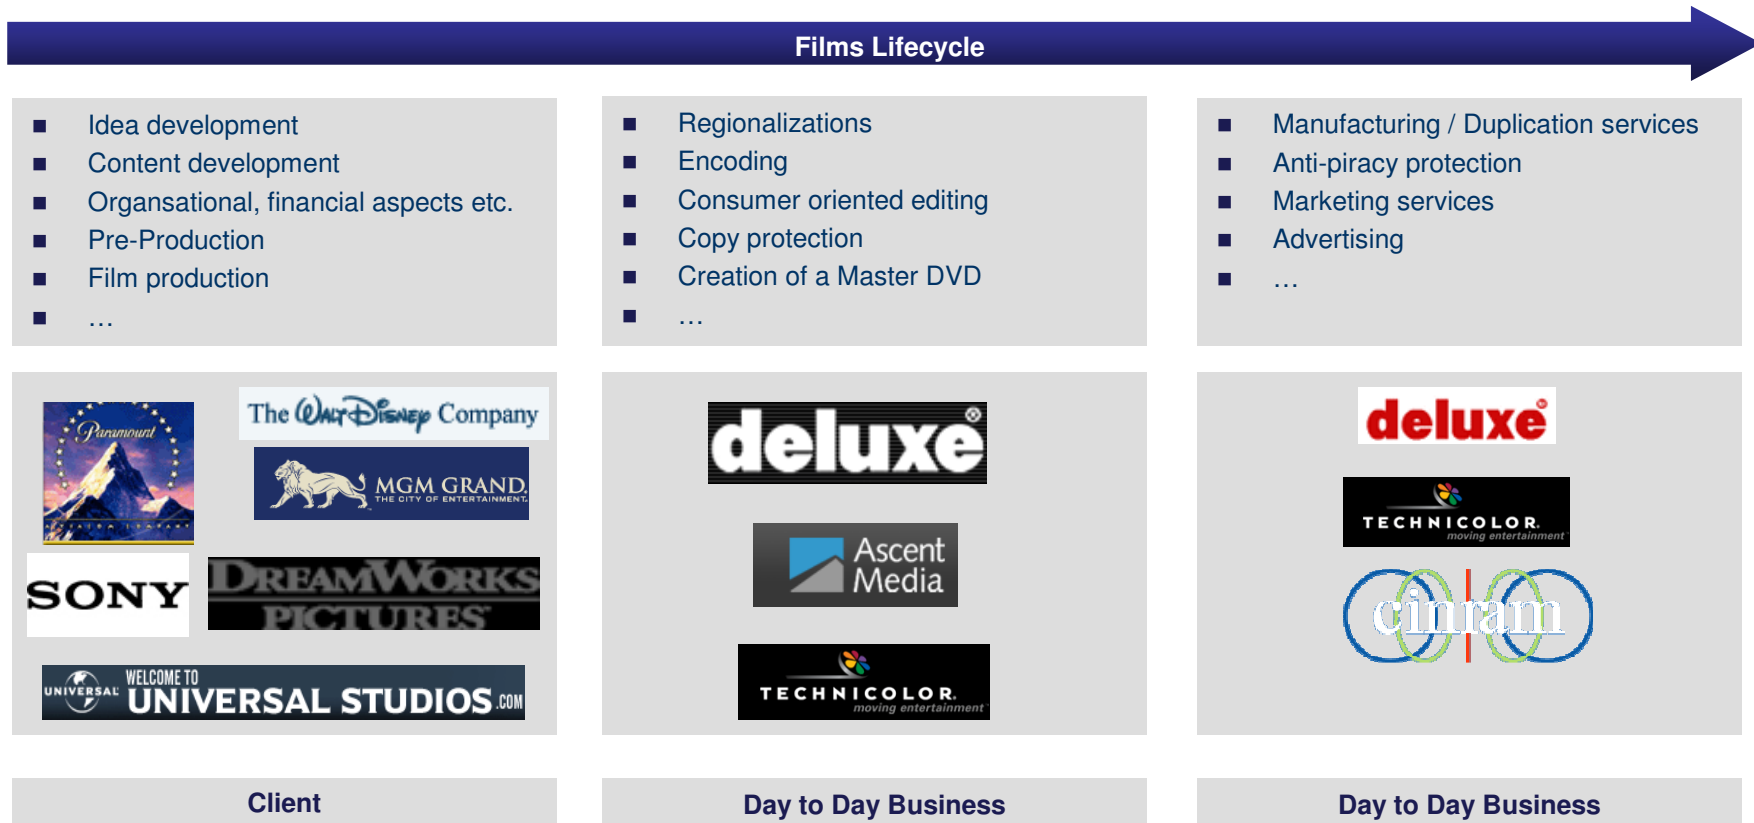 Films Lifecycle
Idea development
Content development
Organsational, financial aspects etc.
Pre-Production
Film production
…
Regionalizations
Encoding
Consumer oriented editing
Copy protection
Creation of a Master DVD
…
Manufacturing / Duplication services
Anti-piracy protection
Marketing services
Advertising
…
Paramount
The WALT DISNEY Company
MGM GRAND.
THE CITY OF ENTERTAINMENT.
SONY
DREAMWORKS
PICTURES
UNIVERSAL
WELCOME TO
UNIVERSAL STUDIOS.COM
deluxe®
Ascent
Media
TECHNICOLOR.
moving entertainment™
deluxe
TECHNICOLOR.
moving entertainment™
cinram
Client
Day to Day Business
Day to Day Business